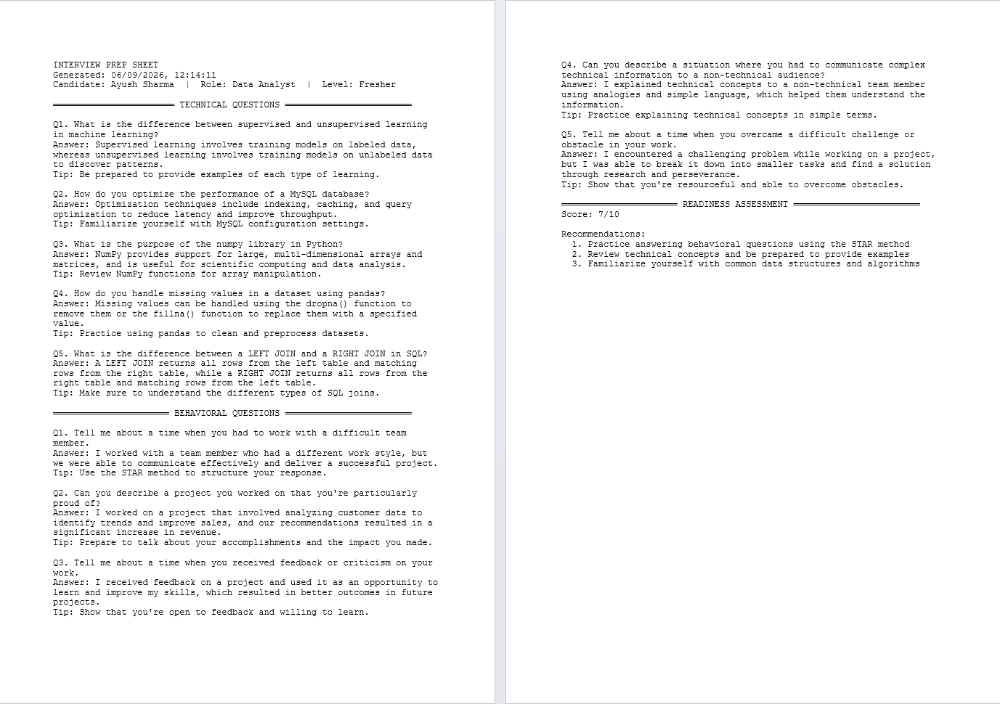 INTERVIEW PREP SHEET
Generated: 06/09/2026, 12:14:11
Candidate: Ayush Sharma | Role: Data Analyst | Level: Fresher
═══════════════════════ TECHNICAL QUESTIONS ════════════════════════
Q1. What is the difference between supervised and unsupervised learning
in machine learning?
Answer: Supervised learning involves training models on labeled data,
whereas unsupervised learning involves training models on unlabeled data
to discover patterns.
Tip: Be prepared to provide examples of each type of learning.
Q2. How do you optimize the performance of a MySQL database?
Answer: Optimization techniques include indexing, caching, and query
optimization to reduce latency and improve throughput.
Tip: Familiarize yourself with MySQL configuration settings.
Q3. What is the purpose of the numpy library in Python?
Answer: NumPy provides support for large, multi-dimensional arrays and
matrices, and is useful for scientific computing and data analysis.
Tip: Review NumPy functions for array manipulation.
Q4. How do you handle missing values in a dataset using pandas?
Answer: Missing values can be handled using the dropna() function to
remove them or the fillna() function to replace them with a specified
value.
Tip: Practice using pandas to clean and preprocess datasets.
Q5. What is the difference between a LEFT JOIN and a RIGHT JOIN in SQL?
Answer: A LEFT JOIN returns all rows from the left table and matching
rows from the right table, while a RIGHT JOIN returns all rows from the
right table and matching rows from the left table.
Tip: Make sure to understand the different types of SQL joins.
══════════════════════ BEHAVIORAL QUESTIONS ════════════════════════
Q1. Tell me about a time when you had to work with a difficult team
member.
Answer: I worked with a team member who had a different work style, but
we were able to communicate effectively and deliver a successful project.
Tip: Use the STAR method to structure your response.
Q2. Can you describe a project you worked on that you're particularly
proud of?
Answer: I worked on a project that involved analyzing customer data to
identify trends and improve sales, and our recommendations resulted in a
significant increase in revenue.
Tip: Prepare to talk about your accomplishments and the impact you made.
Q3. Tell me about a time when you received feedback or criticism on your
work.
Answer: I received feedback on a project and used it as an opportunity to
learn and improve my skills, which resulted in better outcomes in future
projects.
Tip: Show that you're open to feedback and willing to learn.
Q4. Can you describe a situation where you had to communicate complex
technical information to a non-technical audience?
Answer: I explained technical concepts to a non-technical team member
using analogies and simple language, which helped them understand the
information.
Tip: Practice explaining technical concepts in simple terms.
Q5. Tell me about a time when you overcame a difficult challenge or
obstacle in your work.
Answer: I encountered a challenging problem while working on a project,
but I was able to break it down into smaller tasks and find a solution
through research and perseverance.
Tip: Show that you're resourceful and able to overcome obstacles.
══════════════════════ READINESS ASSESSMENT ════════════════════════
Score: 7/10
Recommendations:
1. Practice answering behavioral questions using the STAR method
2. Review technical concepts and be prepared to provide examples
3. Familiarize yourself with common data structures and algorithms